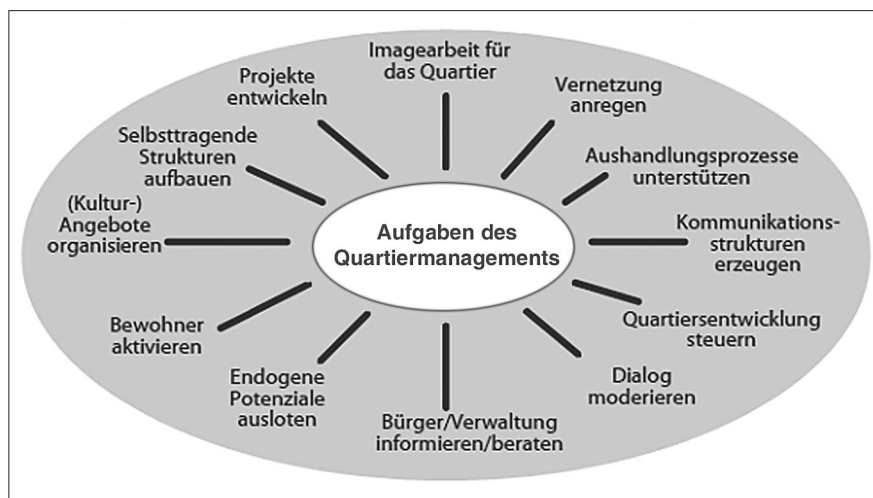 Imagearbeit für
das Quartier
Vernetzung
anregen
Aushandlungsprozesse
unterstützen
Kommunikations-
strukturen
erzeugen
Quartiersentwicklung
steuern
Dialog
moderieren
Bürger/Verwaltung
informieren/beraten
Endogene
Potenziale
ausloten
Bewohner
aktivieren
(Kultur-)
Angebote
organisieren
Selbsttragende
Strukturen
aufbauen
Projekte
entwickeln
Aufgaben des
Quartiermanagements